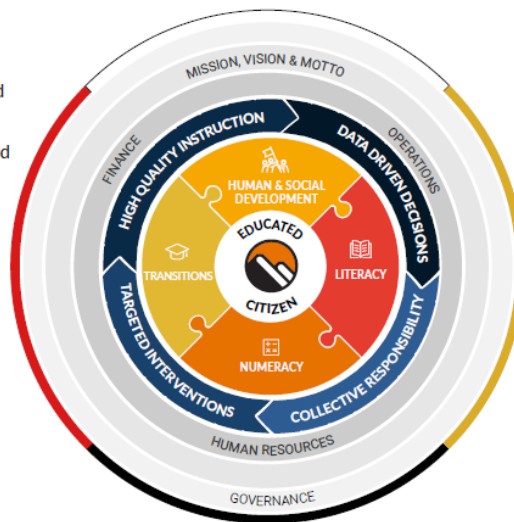 d
d
MISSION, VISION & MOTTO
FINANCE
OPERATIONS
HIGH QUALITY INSTRUCTION
DATA DRIVEN DECISIONS
HUMAN & SOCIAL
DEVELOPMENT
EDUCATED
TRANSITIONS
LITERACY
CITIZEN
NUMERACY
TARGETED INTERVENTIONS
COLLECTIVE RESPONSIBILITY
HUMAN RESOURCES
GOVERNANCE